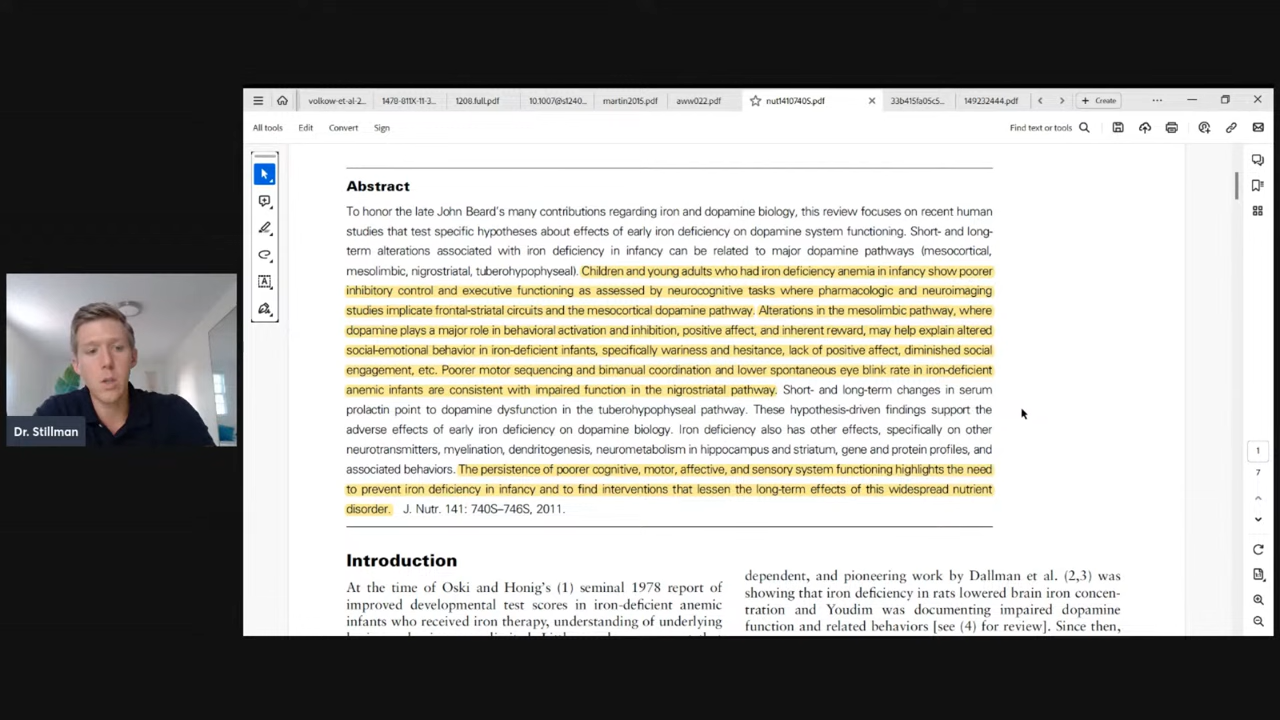 volkow-et-al-2...
1478-811X-11-3...
1208.full.pdf
10.1007@s1240...
martin2015.pdf
aww022.pdf
nut1410740S.pdf
33b415fa05c5...
149232444.pdf
Create
All tools
Edit
Convert
Sign
Find text or tools
Abstract
To honor the late John Beard's many contributions regarding iron and dopamine biology, this review focuses on recent human
studies that test specific hypotheses about effects of early iron deficiency on dopamine system functioning. Short- and long-
term alterations associated with iron deficiency in infancy can be related to major dopamine pathways (mesocortical,
mesolimbic, nigrostriatal, tuberohypophyseal). Children and young adults who had iron deficiency anemia in infancy show poorer
inhibitory control and executive functioning as assessed by neurocognitive tasks where pharmacologic and neuroimaging
studies implicate frontal-striatal circuits and the mesocortical dopamine pathway. Alterations in the mesolimbic pathway, where
dopamine plays a major role in behavioral activation and inhibition, positive affect, and inherent reward, may help explain altered
social-emotional behavior in iron-deficient infants, specifically wariness and hesitance, lack of positive affect, diminished social
engagement, etc. Poorer motor sequencing and bimanual coordination and lower spontaneous eye blink rate in iron-deficient
anemic infants are consistent with impaired function in the nigrostriatal pathway. Short- and long-term changes in serum
prolactin point to dopamine dysfunction in the tuberohypophyseal pathway. These hypothesis-driven findings support the
adverse effects of early iron deficiency on dopamine biology. Iron deficiency also has other effects, specifically on other
neurotransmitters, myelination, dendritogenesis, neurometabolism in hippocampus and striatum, gene and protein profiles, and
associated behaviors. The persistence of poorer cognitive, motor, affective, and sensory system functioning highlights the need
to prevent iron deficiency in infancy and to find interventions that lessen the long-term effects of this widespread nutrient
disorder. J. Nutr. 141: 740S–746S, 2011.
Introduction
At the time of Oski and Honig's (1) seminal 1978 report of
improved developmental test scores in iron-deficient anemic
infants who received iron therapy, understanding of underlying
dependent, and pioneering work by Dallman et al. (2,3) was
showing that iron deficiency in rats lowered brain iron concen-
tration and Youdim was documenting impaired dopamine
function and related behaviors [see (4) for review]. Since then,
1
7
Dr. Stillman